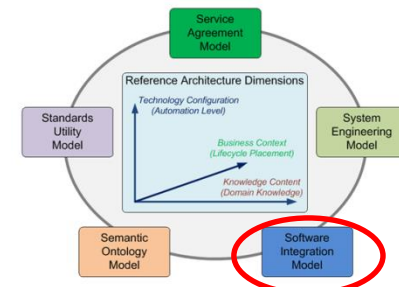 Service
Agreement
Model
Reference Architecture Dimensions
Technology Configuration
(Automation Level)
Business Context
(Lifecycle Placement)
Knowledge Content
(Domain Knowledge)
Standards
Utility
Model
System
Engineering
Model
Semantic
Ontology
Model
Software
Integration
Model